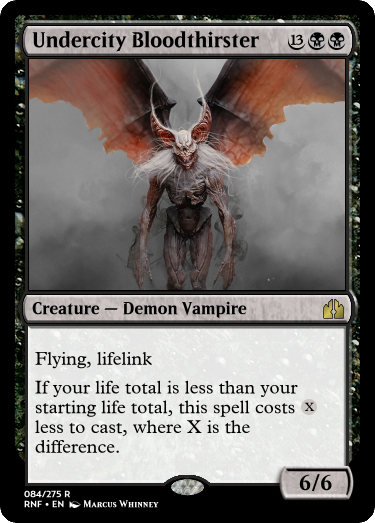 Undercity Bloodthirster 13
Creature — Demon Vampire
Flying, lifelink
If your life total is less than your
starting life total, this spell costs X
less to cast, where X is the
difference.
6/6
084/275 R
RNF • EN Marcus Whinney